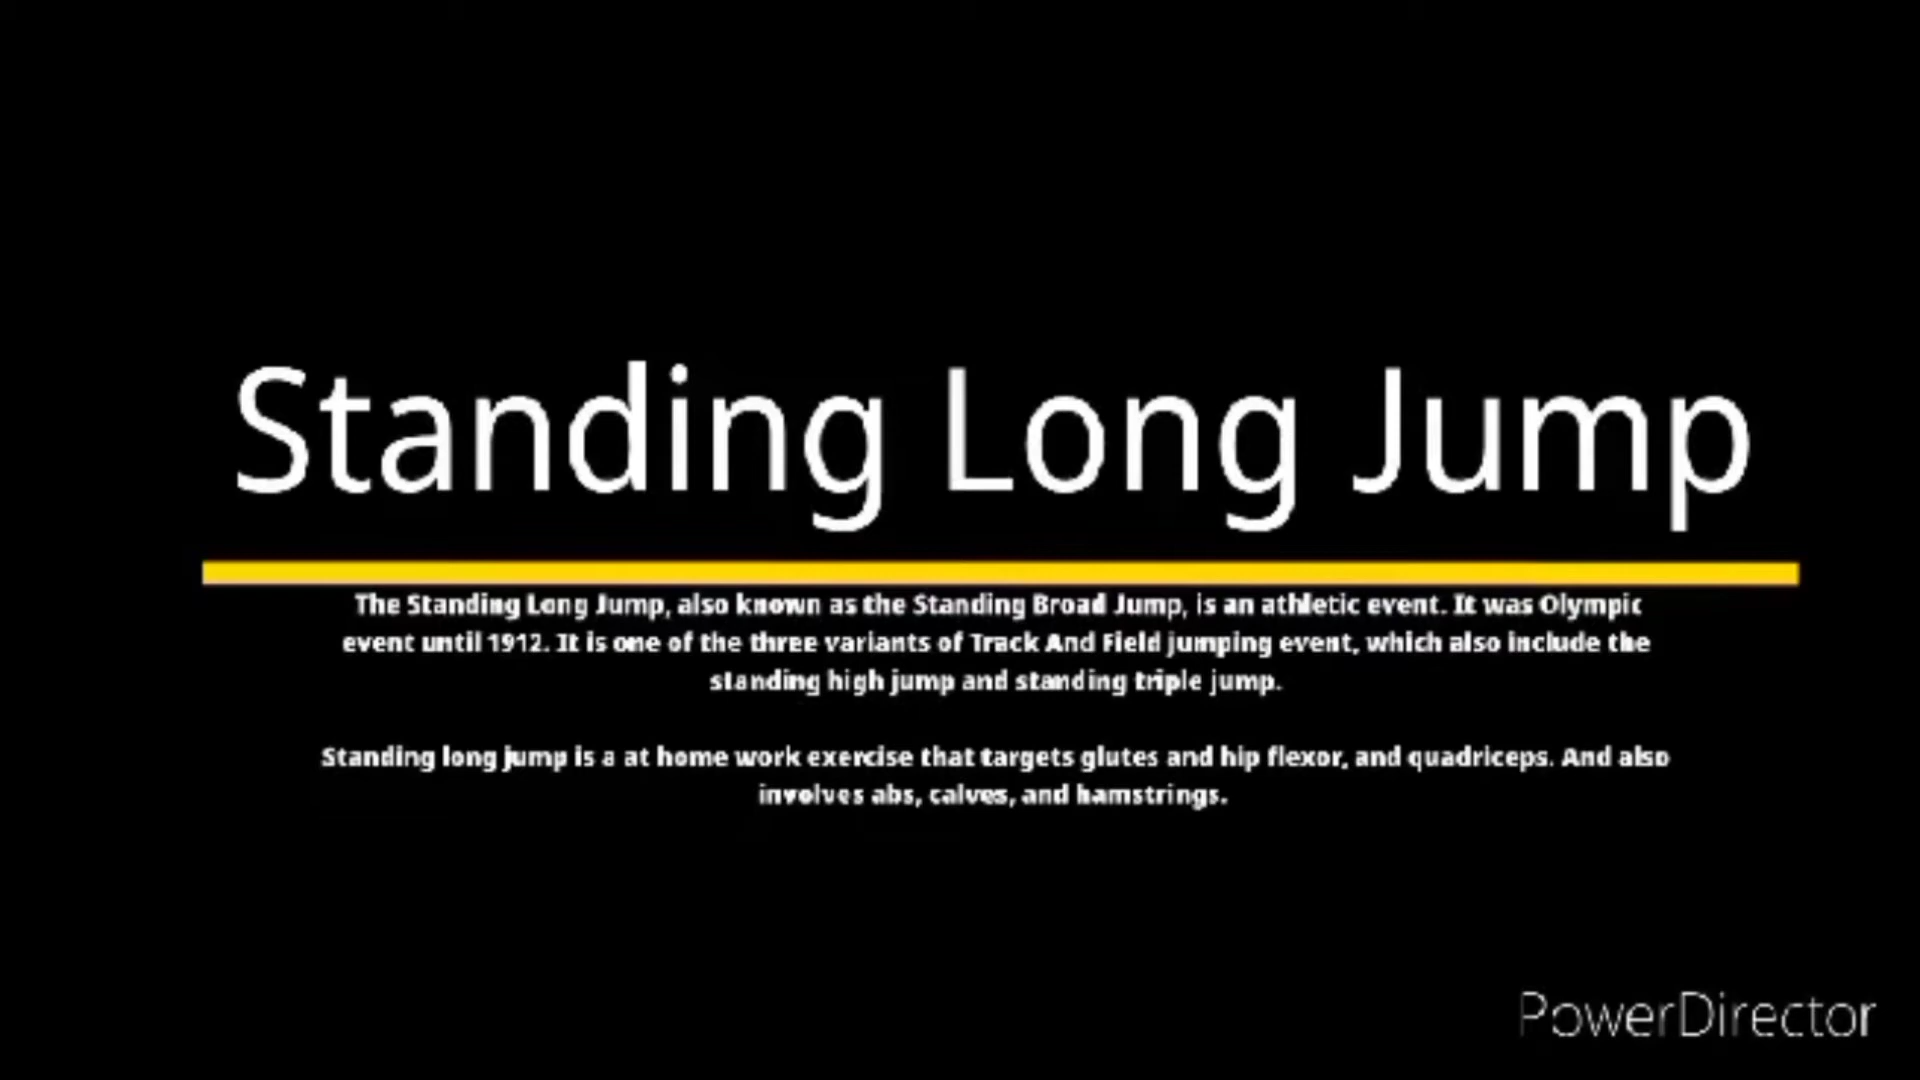 Standing Long Jump
The Standing Long Jump, also known as the Standing Broad Jump, is an athletic event. It was Olympic
event until 1912. It is one of the three variants of Track And Field jumping event, which also include the
standing high jump and standing triple jump.
Standing long jump is a at home work exercise that targets glutes and hip flexor, and quadriceps. And also
involves abs, calves, and hamstrings.
PowerDirector